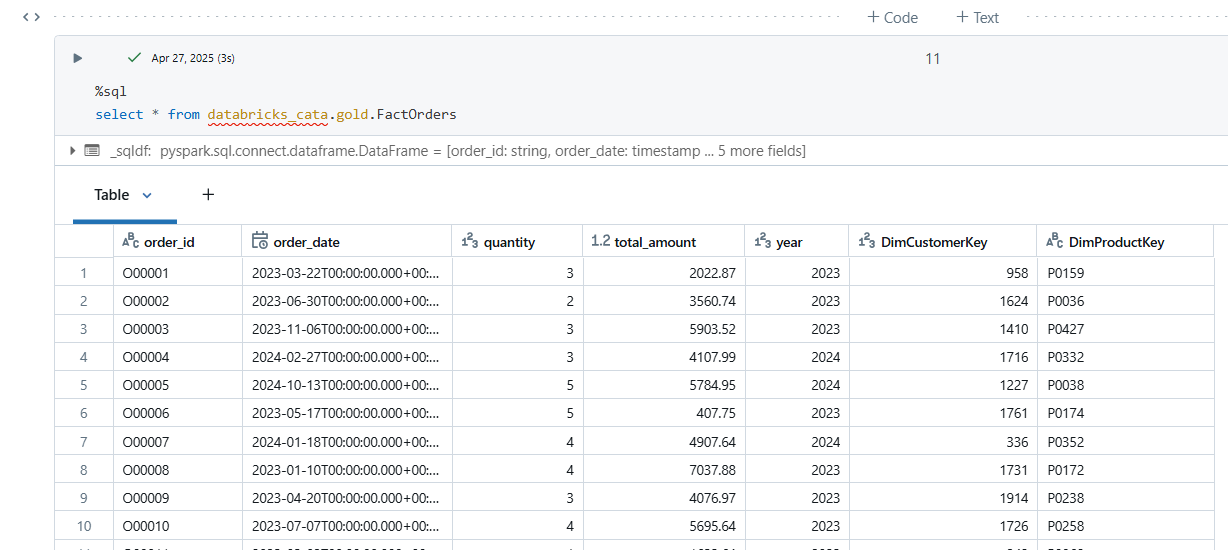 + Code + Text
Apr 27, 2025 (3s) 11
%sql
select * from databricks_cata.gold.FactOrders
_sqldf: pyspark.sql.connect.dataframe.DataFrame = [order_id: string, order_date: timestamp ... 5 more fields]
Table +
order_id order_date quantity 1.2 total_amount year DimCustomerKey DimProductKey
1 O00001 2023-03-22T00:00:00.000+00:... 3 2022.87 2023 958 P0159
2 O00002 2023-06-30T00:00:00.000+00:... 2 3560.74 2023 1624 P0036
3 O00003 2023-11-06T00:00:00.000+00:... 3 5903.52 2023 1410 P0427
4 O00004 2024-02-27T00:00:00.000+00:... 3 4107.99 2024 1716 P0332
5 O00005 2024-10-13T00:00:00.000+00:... 5 5784.95 2024 1227 P0038
6 O00006 2023-05-17T00:00:00.000+00:... 5 407.75 2023 1761 P0174
7 O00007 2024-01-18T00:00:00.000+00:... 4 4907.64 2024 336 P0352
8 O00008 2023-01-10T00:00:00.000+00:... 4 7037.88 2023 1731 P0172
9 O00009 2023-04-20T00:00:00.000+00:... 3 4076.97 2023 1914 P0238
10 O00010 2023-07-07T00:00:00.000+00:... 4 5695.64 2023 1726 P0258